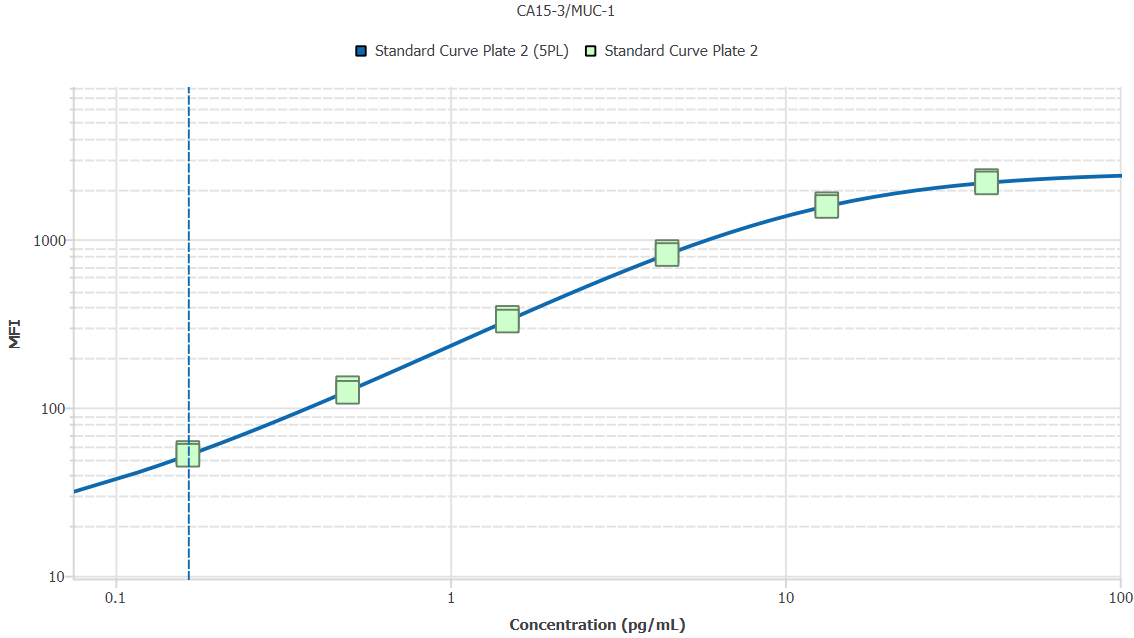 CA15-3/MUC-1
Standard Curve Plate 2 (5PL) Standard Curve Plate 2
1000
100
10
MFI
0.1 1 10 100
Concentration (pg/mL)